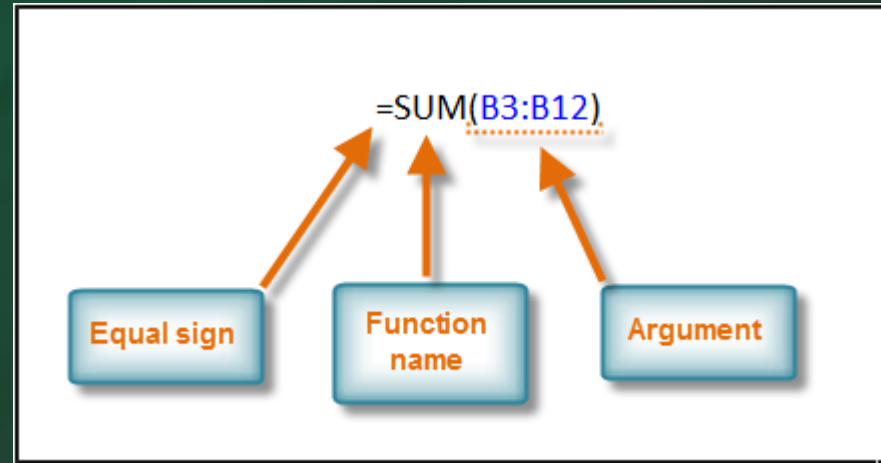 =SUM(B3:B12)
Equal sign
Function
name
Argument